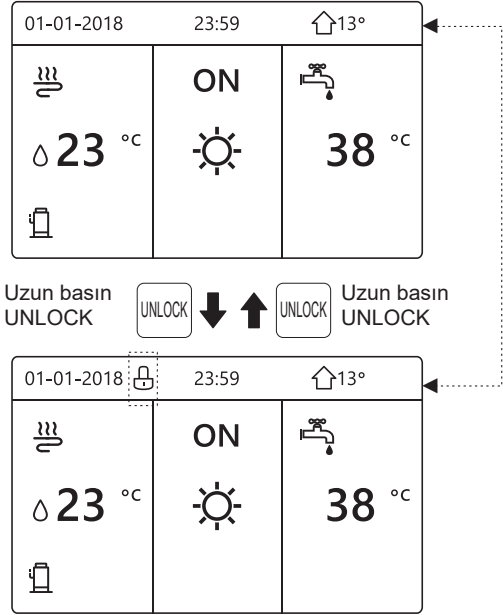 01-01-2018 23:59 13°
ON
23 °C 38 °C
Uzun basın UNLOCK UNLOCK Uzun basın
UNLOCK UNLOCK
01-01-2018 23:59 13°
ON
23 °C 38 °C